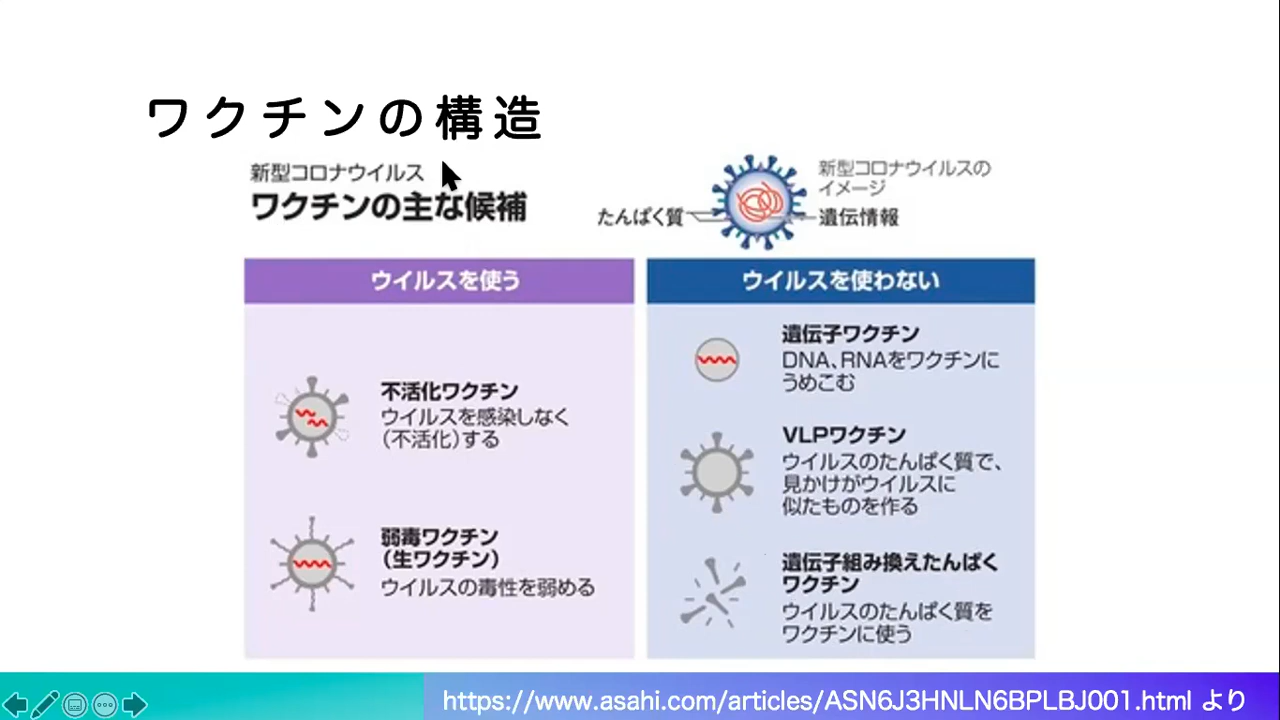 ワクチンの構造
新型コロナウイルス
ワクチンの主な候補
新型コロナウイルスの
イメージ
たんぱく質
遺伝情報
ウイルスを使う
不活化ワクチン
ウイルスを感染しなく
（不活化）する
弱毒ワクチン
（生ワクチン）
ウイルスの毒性を弱める
ウイルスを使わない
遺伝子ワクチン
DNA、RNAをワクチンに
うめこむ
VLPワクチン
ウイルスのたんぱく質で、
見かけがウイルスに
似たものを作る
遺伝子組み換えたんぱく
ワクチン
ウイルスのたんぱく質を
ワクチンに使う
https://www.asahi.com/articles/ASN6J3HNLN6BPLBJ001.html より